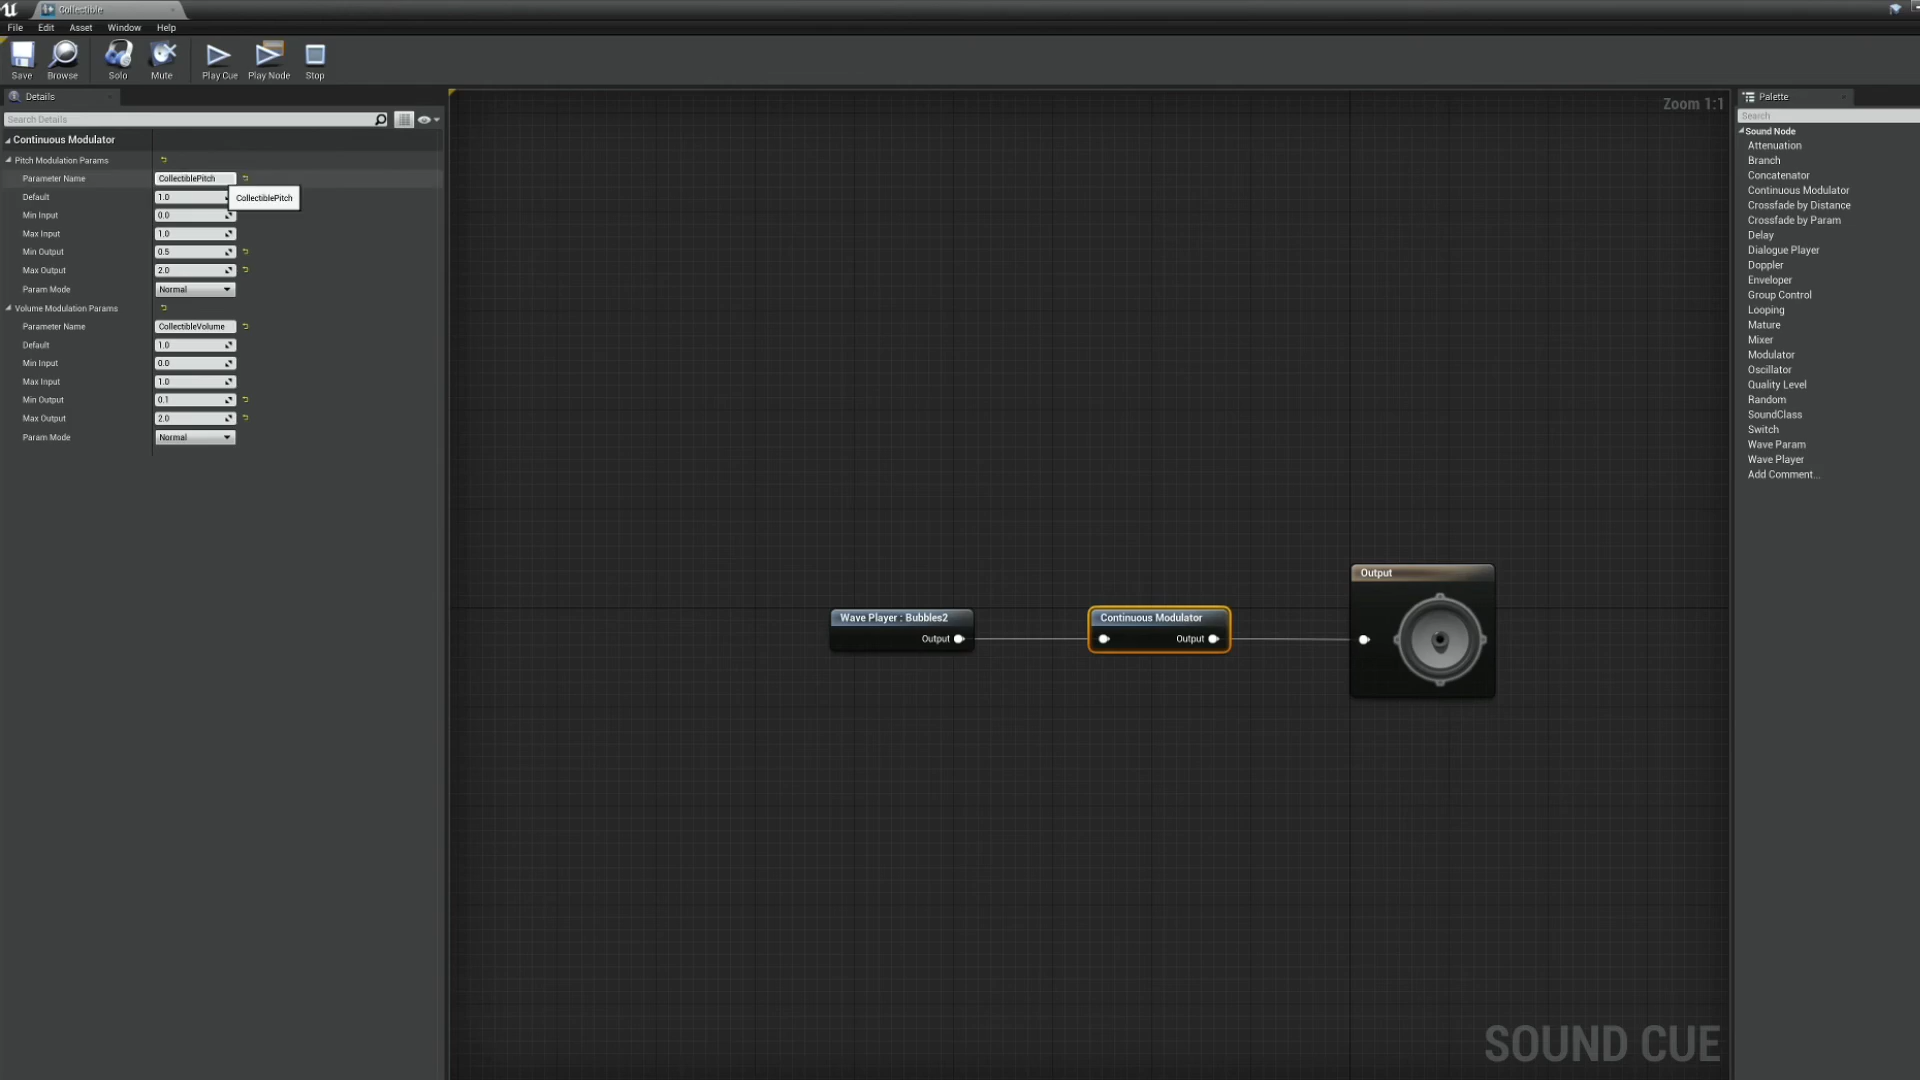 Collectible
File Edit Asset Window Help
Save Browse Solo Mute Play Cue Play Node Stop
Details
Search Details
Continuous Modulator
Pitch Modulation Params
Parameter Name CollectiblePitch
CollectiblePitch
Default 1.0
Min Input 0.0
Max Input 1.0
Min Output 0.5
Max Output 2.0
Param Mode Normal
Volume Modulation Params
Parameter Name CollectibleVolume
Default 1.0
Min Input 0.0
Max Input 1.0
Min Output 0.1
Max Output 2.0
Param Mode Normal
Zoom 1:1
Wave Player : Bubbles2
Output
Continuous Modulator
Output
Output
SOUND CUE
Palette
Search
Sound Node
Attenuation
Branch
Concatenator
Continuous Modulator
Crossfade by Distance
Crossfade by Param
Delay
Dialogue Player
Doppler
Enveloper
Group Control
Looping
Mature
Mixer
Modulator
Oscillator
Quality Level
Random
SoundClass
Switch
Wave Param
Wave Player
Add Comment...